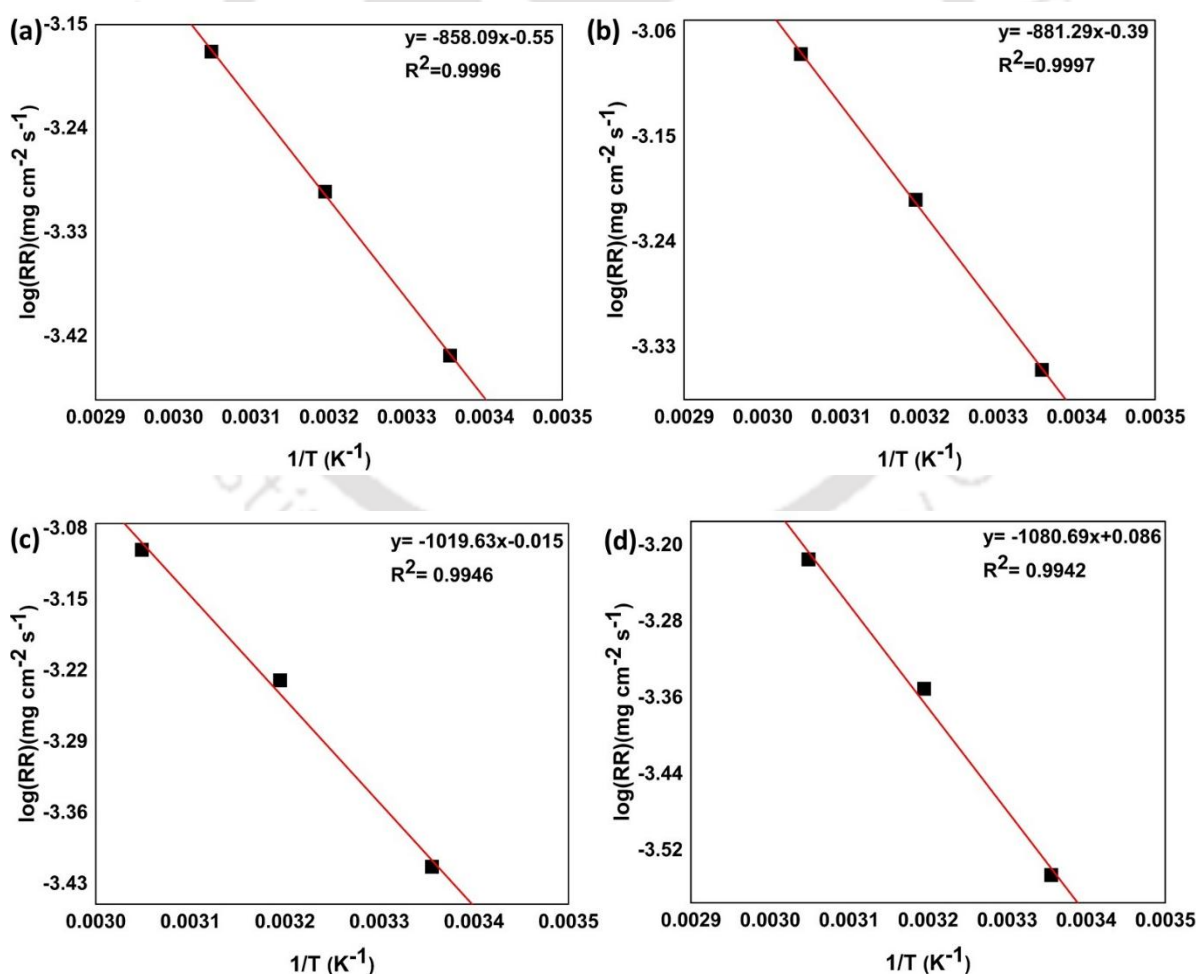 (a)
y= -858.09x-0.55
R²=0.9996
-3.15
-3.24
-3.33
-3.42
log(RR)(mg cm⁻² s⁻¹)
0.0029 0.0030 0.0031 0.0032 0.0033 0.0034 0.0035
1/T (K⁻¹)
(b)
y= -881.29x-0.39
R²=0.9997
-3.06
-3.15
-3.24
-3.33
log(RR)(mg cm⁻² s⁻¹)
0.0029 0.0030 0.0031 0.0032 0.0033 0.0034 0.0035
1/T (K⁻¹)
(c)
y= -1019.63x-0.015
R²= 0.9946
-3.08
-3.15
-3.22
-3.29
-3.36
-3.43
log(RR)(mg cm⁻² s⁻¹)
0.0030 0.0031 0.0032 0.0033 0.0034 0.0035
1/T (K⁻¹)
(d)
y= -1080.69x+0.086
R²= 0.9942
-3.20
-3.28
-3.36
-3.44
-3.52
log(RR)(mg cm⁻² s⁻¹)
0.0029 0.0030 0.0031 0.0032 0.0033 0.0034 0.0035
1/T (K⁻¹)